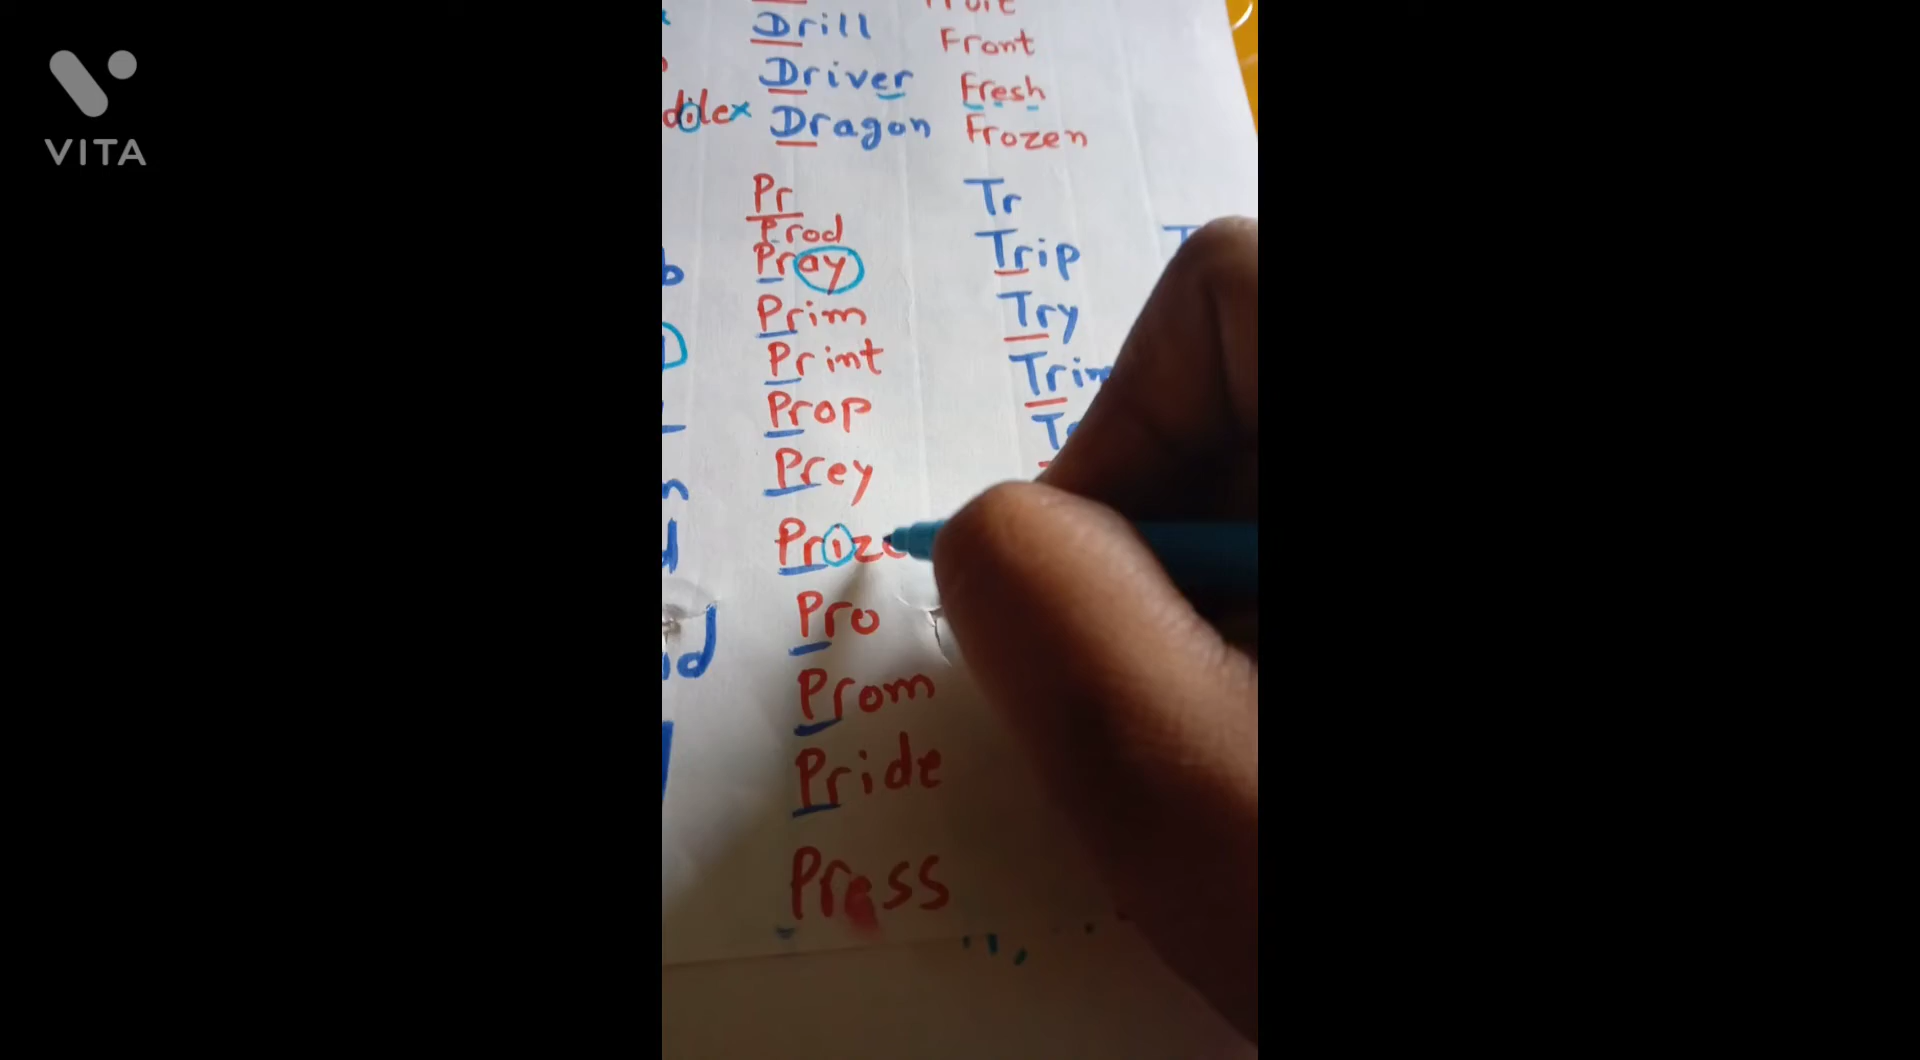 VITA
Drill
Driver
Dragon
Front
Fresh
Frozen
Pr
Prod
Pray
Prim
Print
Prop
Prey
Pro
Prom
Pride
Press
Tr
Trip
Try